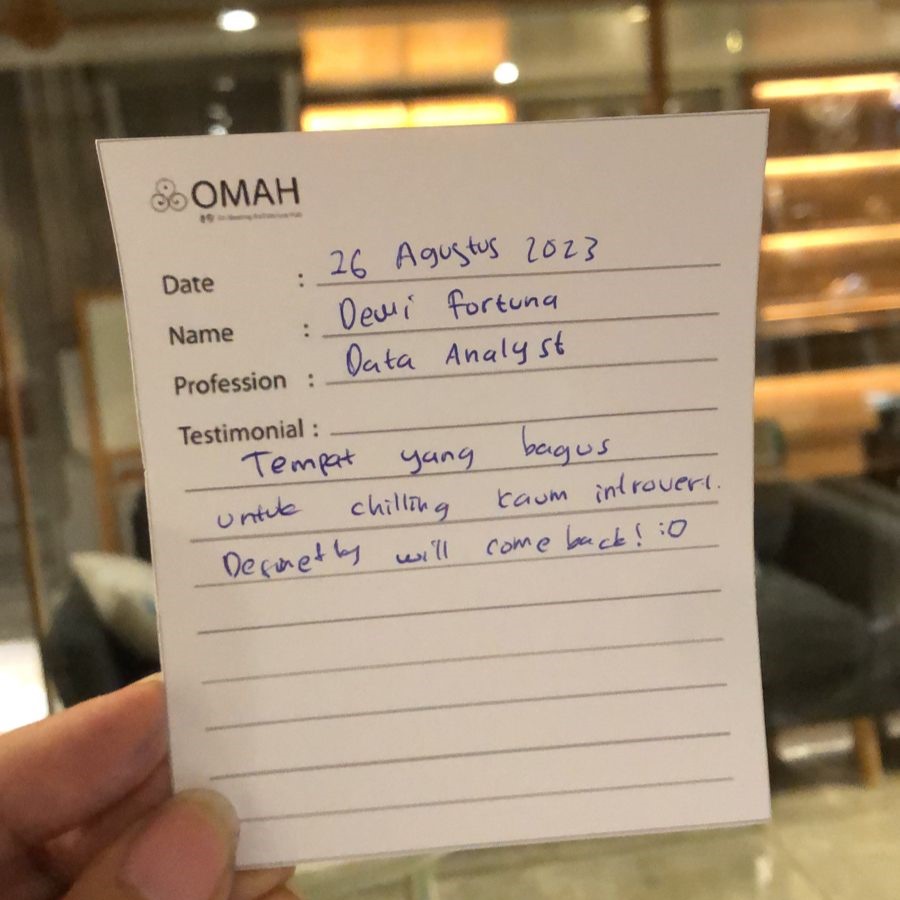 OMAH
Date : 26 Agustus 2023
Name : Dewi Fortuna
Profession : Data Analyst
Testimonial :
Tempat yang bagus
untuk chilling kaum introvert.
Definetly will come back! :D